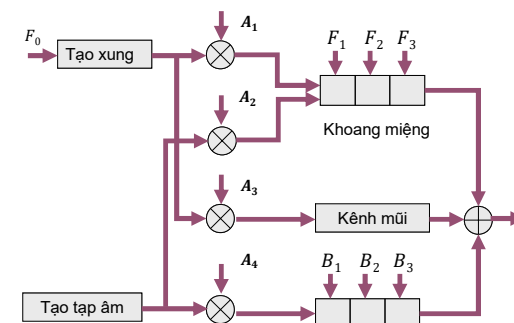 A₁
F₀
Tạo xung
F₁ F₂ F₃
A₂
Khoang miệng
A₃
Kênh mũi
A₄
B₁ B₂ B₃
Tạo tạp âm